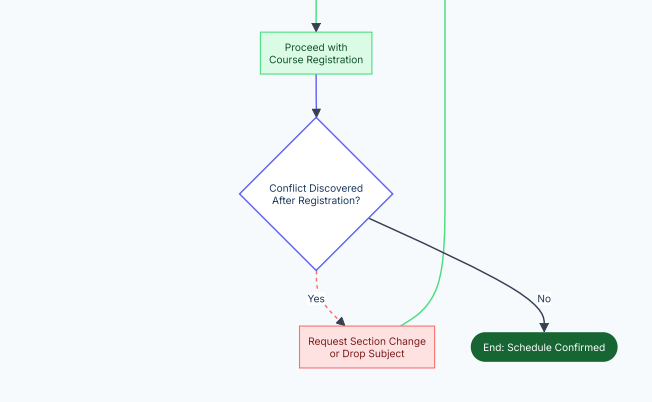 Proceed with
Course Registration
Conflict Discovered
After Registration?
Yes
No
Request Section Change
or Drop Subject
End: Schedule Confirmed